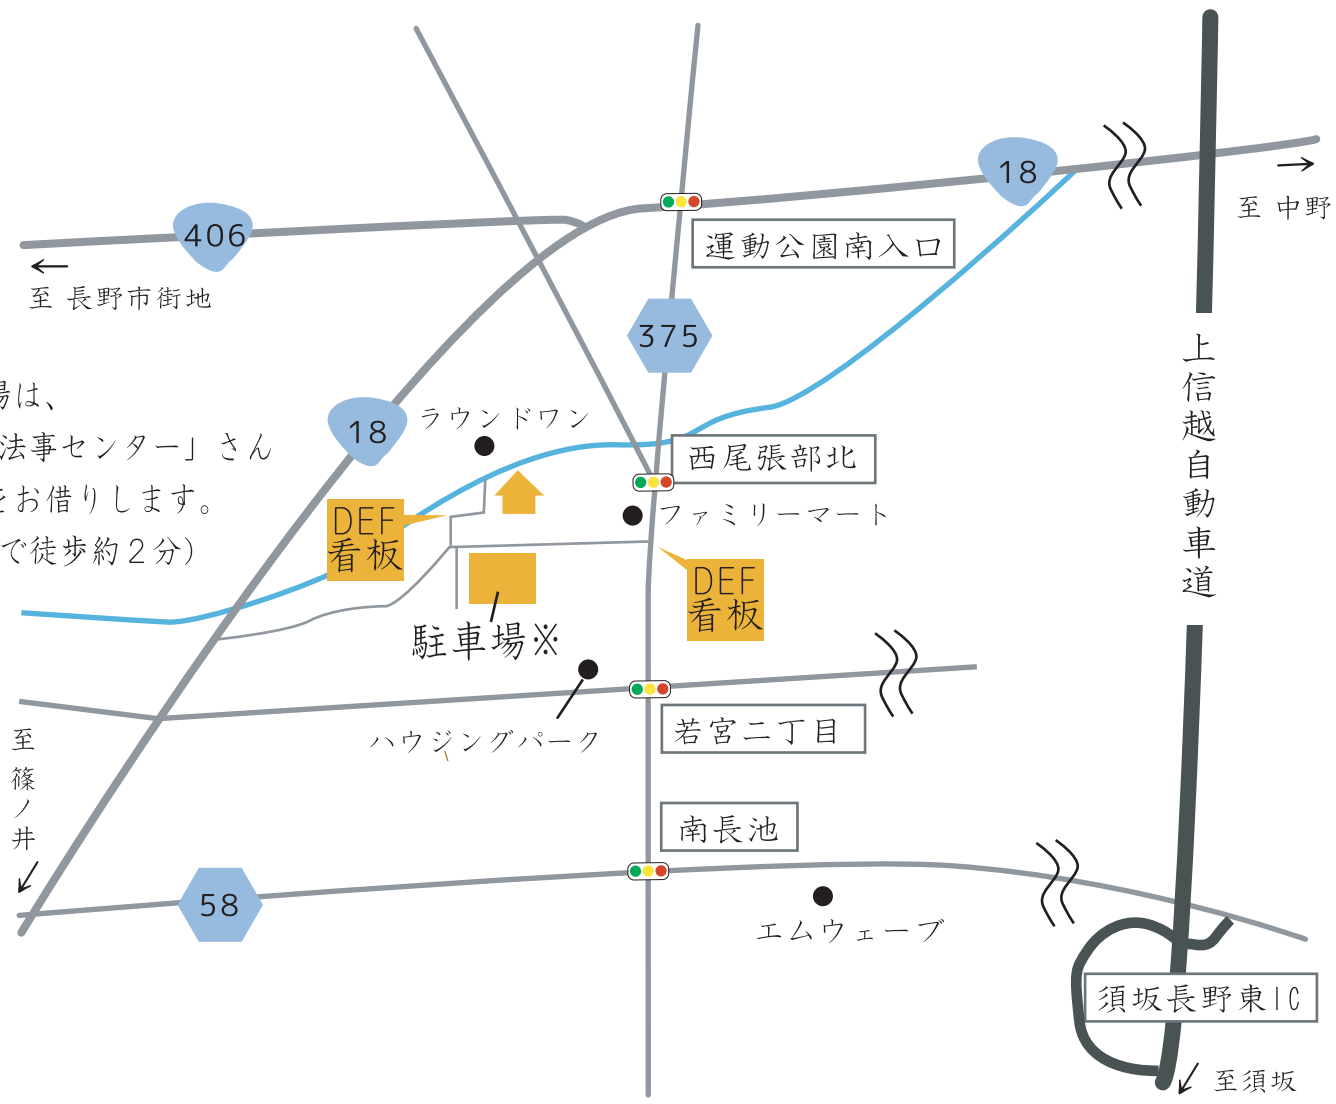 18
至 中野
406
運動公園南入口
至 長野市街地
375
上信越自動車道
場は、
18
ラウンドワン
法事センター」さん
西尾張部北
をお借りします。
DEF
看板
ファミリーマート
で徒歩約２分）
DEF
看板
駐車場※
至篠ノ井
ハウジングパーク
若宮二丁目
南長池
58
エムウェーブ
須坂長野東IC
至須坂